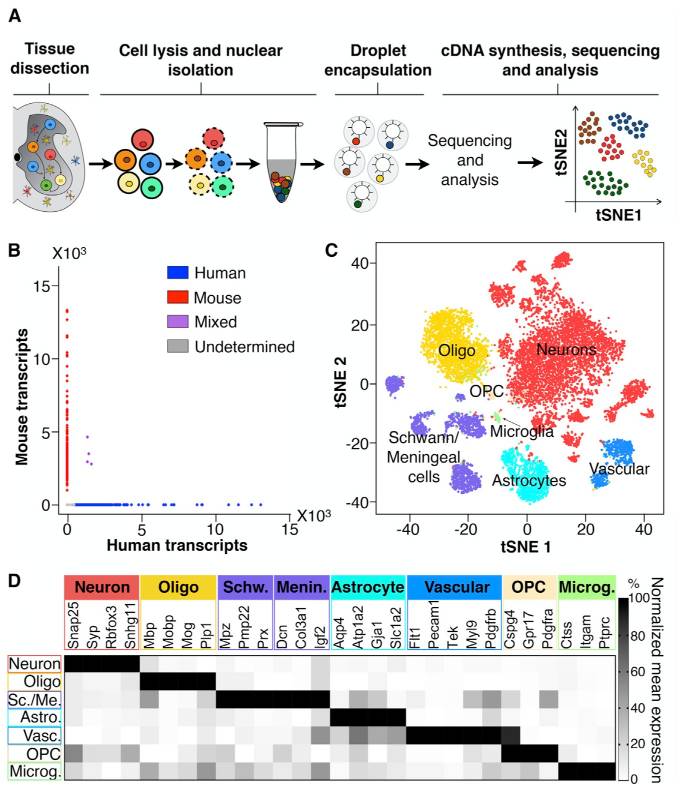 A
Tissue
dissection
Cell lysis and nuclear
isolation
Droplet
encapsulation
cDNA synthesis, sequencing
and analysis
Sequencing
and
analysis
tSNE2
tSNE1
B
X10³
15
10
5
0
Mouse transcripts
Human
Mouse
Mixed
Undetermined
0 5 10 15
X10³
Human transcripts
C
40
20
0
-20
-40
tSNE 2
Oligo
Neurons
OPC
Microglia
Schwann/
Meningeal
cells
Astrocytes
Vascular
-40 -20 0 20 40
tSNE 1
D
Neuron Oligo Schw. Menin. Astrocyte Vascular OPC Microg.
Snap25 Syp Rbfox3 Snhg11 Mbp Mobp Mog Plp1 Mpz Pmp22 Prx Dcn Col3a1 Igf2 Aqp4 Atp1a2 Gja1 Slc1a2 Flt1 Pecam1 Tek Myl9 Pdgfrb Cspg4 Gpr17 Pdgfra Ctss Itgam Ptprc
Neuron
Oligo
Sc./Me.
Astro.
Vasc.
OPC
Microg.
%
100
80
60
40
20
0
Normalized mean expression